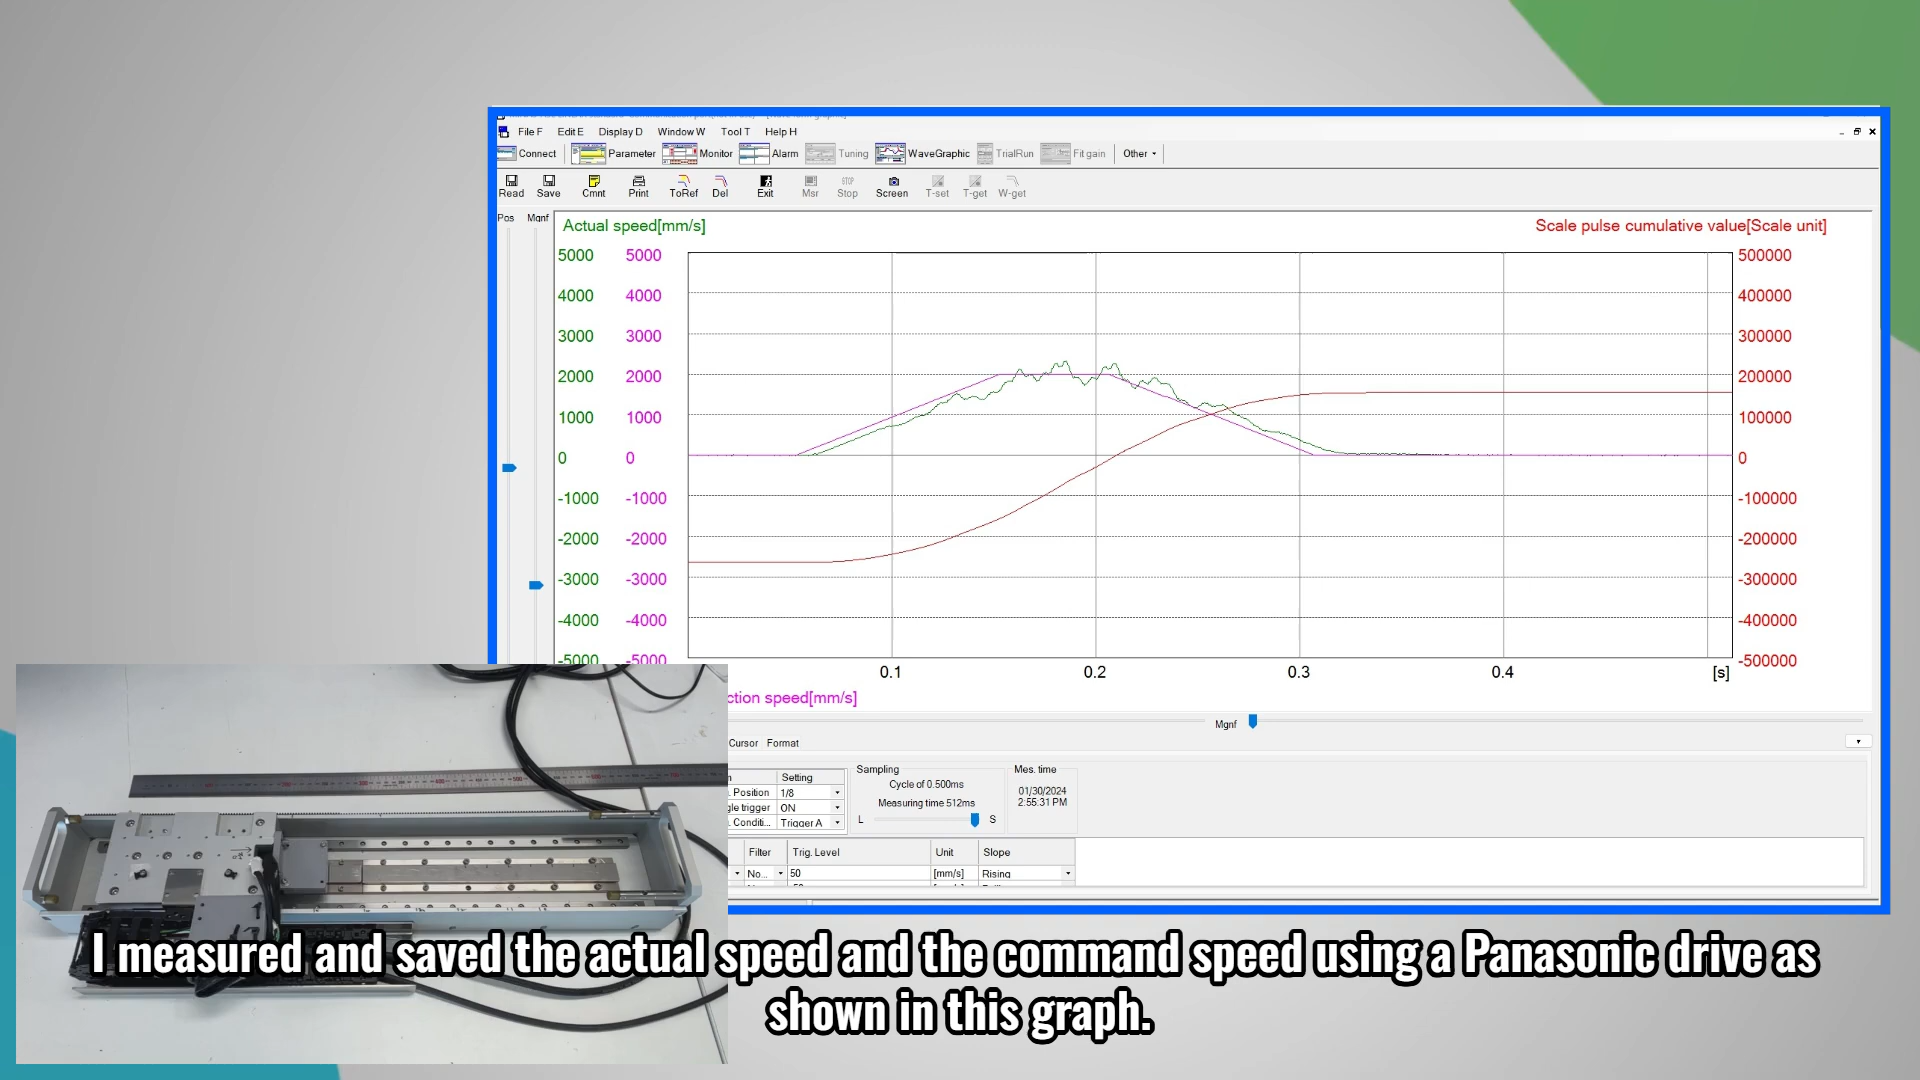 File F Edit E Display D Window W Tool T Help H
Connect Parameter Monitor Alarm Tuning WaveGraphic TrialRun Fit gain Other
Read Save Cmnt Print ToRef Del Exit Msr Stop Screen T-set T-get W-get
STOP
Pos Mgnf
Actual speed[mm/s] Scale pulse cumulative value[Scale unit]
5000 5000 500000
4000 4000 400000
3000 3000 300000
2000 2000 200000
1000 1000 100000
0 0 0
-1000 -1000 -100000
-2000 -2000 -200000
-3000 -3000 -300000
-4000 -4000 -400000
-5000 -5000 -500000
0.1 0.2 0.3 0.4 [s]
ction speed[mm/s]
Mgnf
Cursor Format
Sampling Mes. time
Setting
Cycle of 0.500ms
Position 1/8
01/30/2024
Measuring time 512ms
2:55:31 PM
gle trigger ON
L S
. Conditi... Trigger A
Filter Trig. Level Unit Slope
No... 50 [mm/s] Rising
I measured and saved the actual speed and the command speed using a Panasonic drive as
shown in this graph.